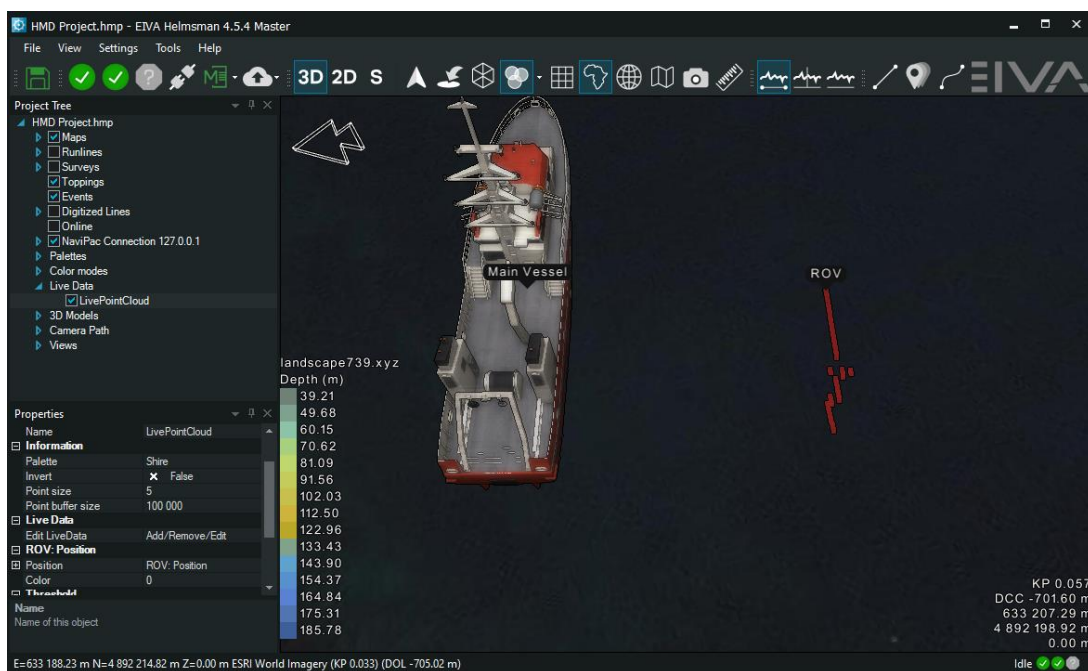 HMD Project.hmp - EIVA Helmsman 4.5.4 Master
File View Settings Tools Help
3D 2D S EIVA
Project Tree
HMD Project.hmp
Maps
Runlines
Surveys
Toppings
Events
Digitized Lines
Online
NaviPac Connection 127.0.0.1
Palettes
Color modes
Live Data
LivePointCloud
3D Models
Camera Path
Views
Properties
Name LivePointCloud
Information
Palette Shire
Invert False
Point size 5
Point buffer size 100 000
Live Data
Edit LiveData Add/Remove/Edit
ROV: Position
Position ROV: Position
Color 0
Threshold
Name
Name of this object
Main Vessel
ROV
landscape739.xyz
Depth (m)
39.21
49.68
60.15
70.62
81.09
91.56
102.03
112.50
122.96
133.43
143.90
154.37
164.84
175.31
185.78
KP 0.057
DCC -701.60 m
633 207.29 m
4 892 198.92 m
0.00 m
E=633 188.23 m N=4 892 214.82 m Z=0.00 m ESRI World Imagery (KP 0.033) (DOL -705.02 m)
Idle